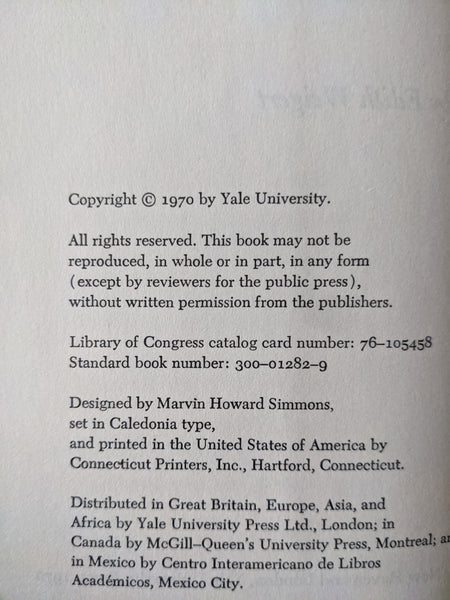 Copyright © 1970 by Yale University.
All rights reserved. This book may not be
reproduced, in whole or in part, in any form
(except by reviewers for the public press),
without written permission from the publishers.
Library of Congress catalog card number: 76–105458
Standard book number: 300–01282–9
Designed by Marvin Howard Simmons,
set in Caledonia type,
and printed in the United States of America by
Connecticut Printers, Inc., Hartford, Connecticut.
Distributed in Great Britain, Europe, Asia, and
Africa by Yale University Press Ltd., London; in
Canada by McGill–Queen's University Press, Montreal; a
in Mexico by Centro Interamericano de Libros
Académicos, Mexico City.